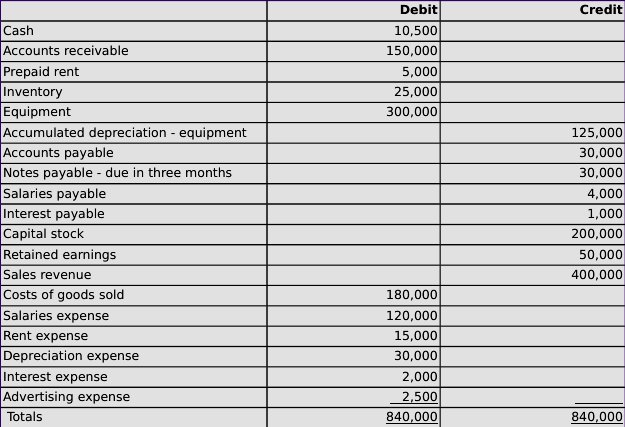 Debit Credit
Cash 10,500
Accounts receivable 150,000
Prepaid rent 5,000
Inventory 25,000
Equipment 300,000
Accumulated depreciation - equipment 125,000
Accounts payable 30,000
Notes payable - due in three months 30,000
Salaries payable 4,000
Interest payable 1,000
Capital stock 200,000
Retained earnings 50,000
Sales revenue 400,000
Costs of goods sold 180,000
Salaries expense 120,000
Rent expense 15,000
Depreciation expense 30,000
Interest expense 2,000
Advertising expense 2,500
Totals 840,000 840,000